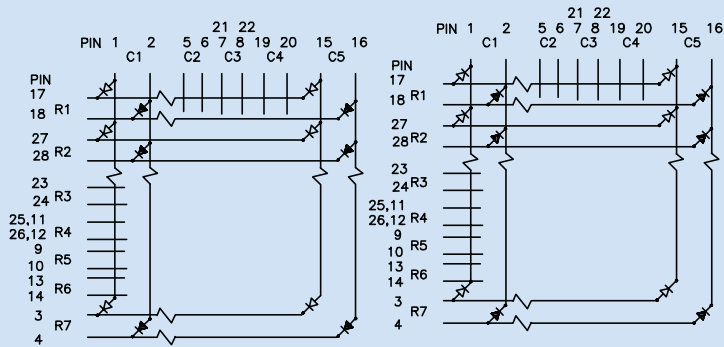 21 22
PIN 1 2 5 6 7 8 19 20 15 16
C1 C2 C3 C4 C5
PIN
17
18 R1
27
28 R2
23
R3
24
25,11
26,12 R4
9
R5
10
13
R6
14
3
R7
4
21 22
PIN 1 2 5 6 7 8 19 20 15 16
C1 C2 C3 C4 C5
PIN
17
18 R1
27
28 R2
23
R3
24
25,11
26,12 R4
9
R5
10
13
R6
14
3
R7
4